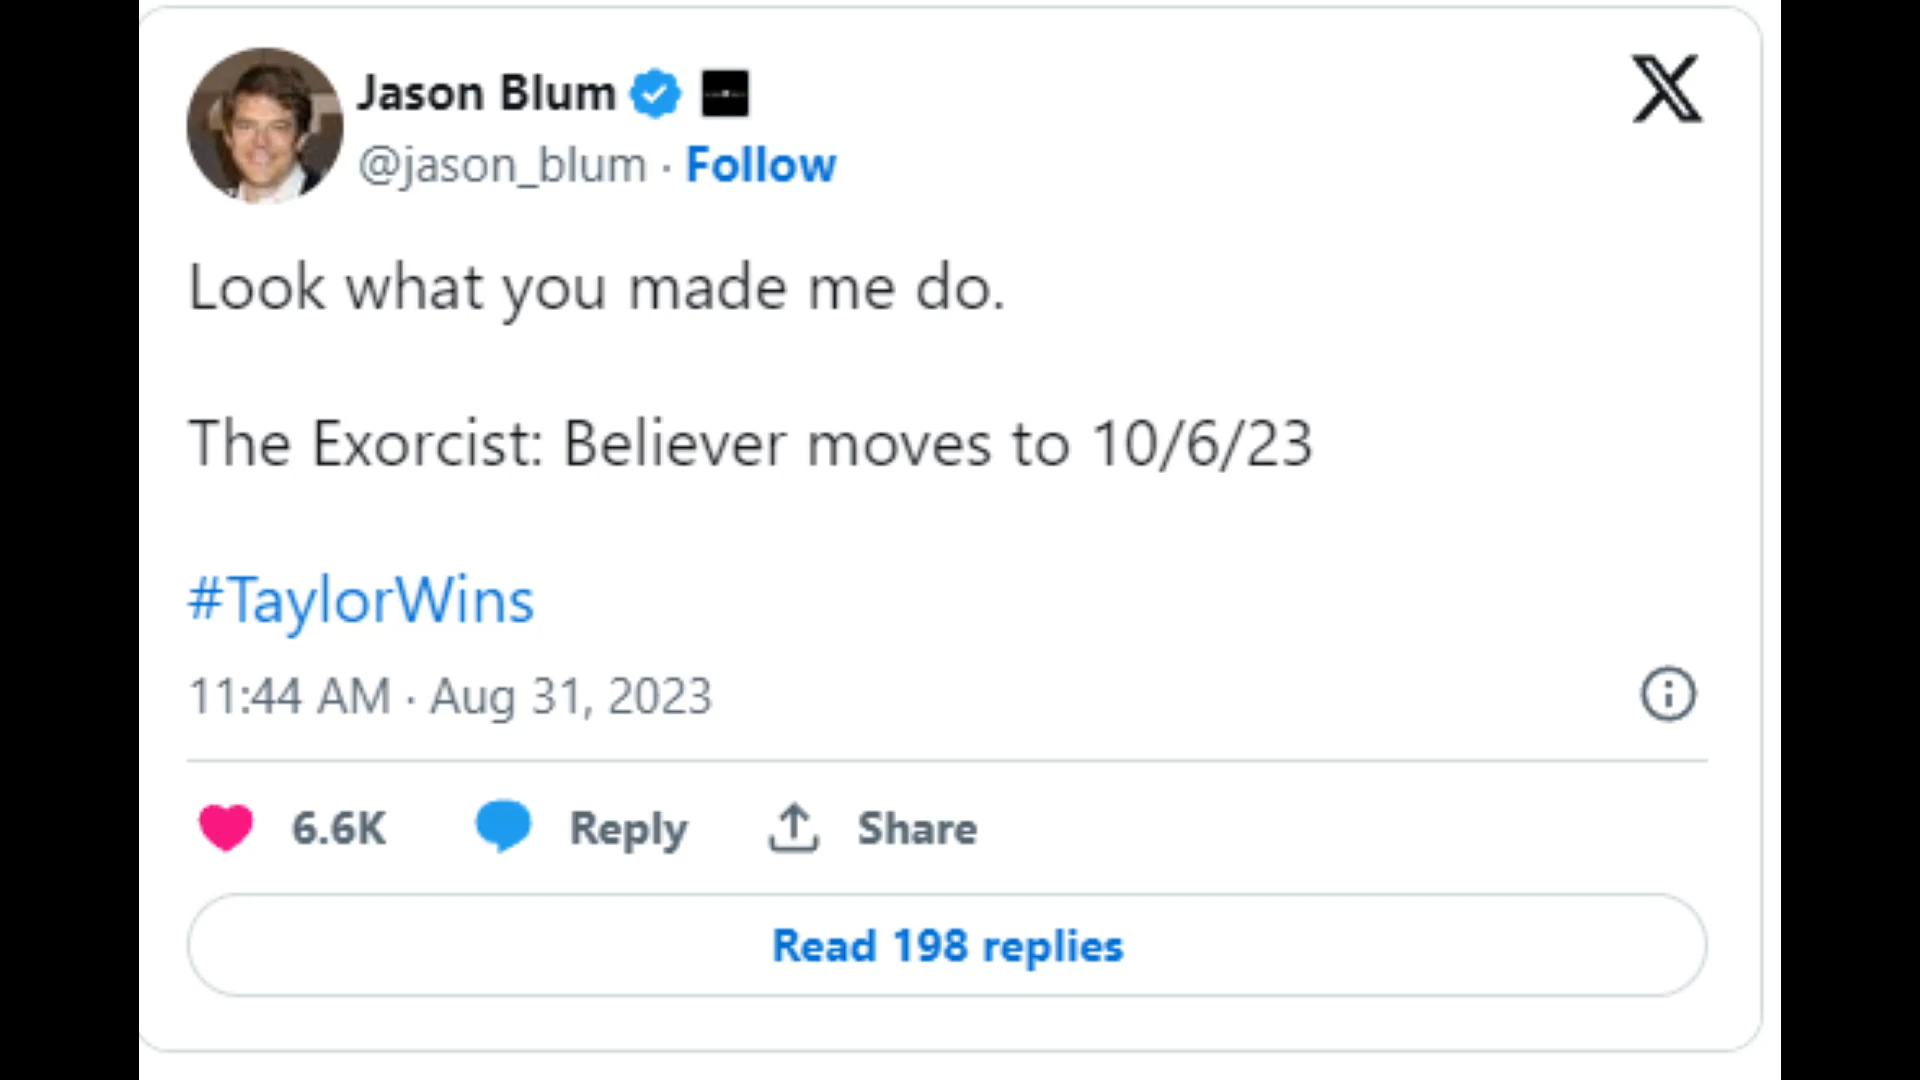 Jason Blum
@jason_blum · Follow
Look what you made me do.
The Exorcist: Believer moves to 10/6/23
#TaylorWins
11:44 AM · Aug 31, 2023
6.6K Reply Share
Read 198 replies